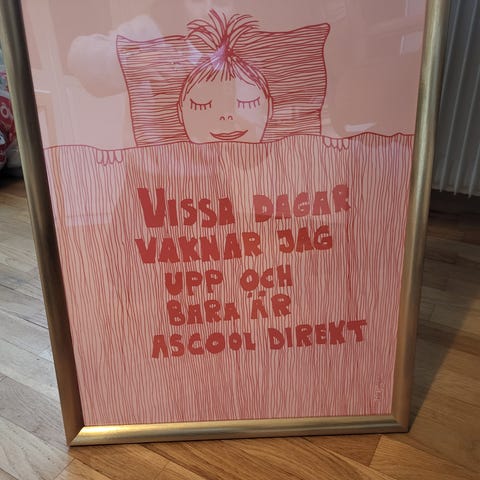 VISSA DAGAR
VAKNAR JAG
UPP OCH
BARA ÄR
ASCOOL DIREKT